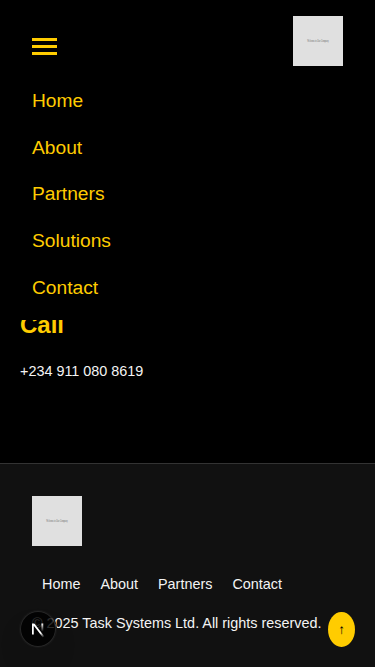 Home
About
Partners
Solutions
Contact
Call
+234 911 080 8619
Home About Partners Contact
2025 Task Systems Ltd. All rights reserved.
↑